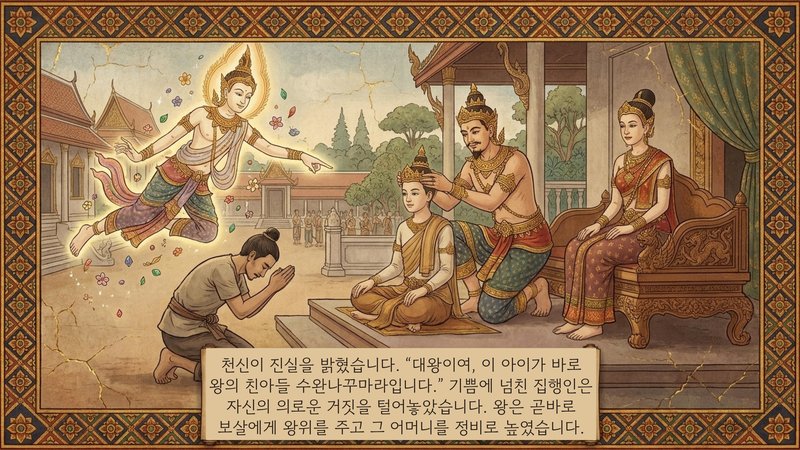 천신이 진실을 밝혔습니다. “대왕이여, 이 아이가 바로
왕의 친아들 수완나꾸마라입니다.” 기쁨에 넘친 집행인은
자신의 의로운 거짓을 털어놓았습니다. 왕은 곧바로
보살에게 왕위를 주고 그 어머니를 정비로 높였습니다.